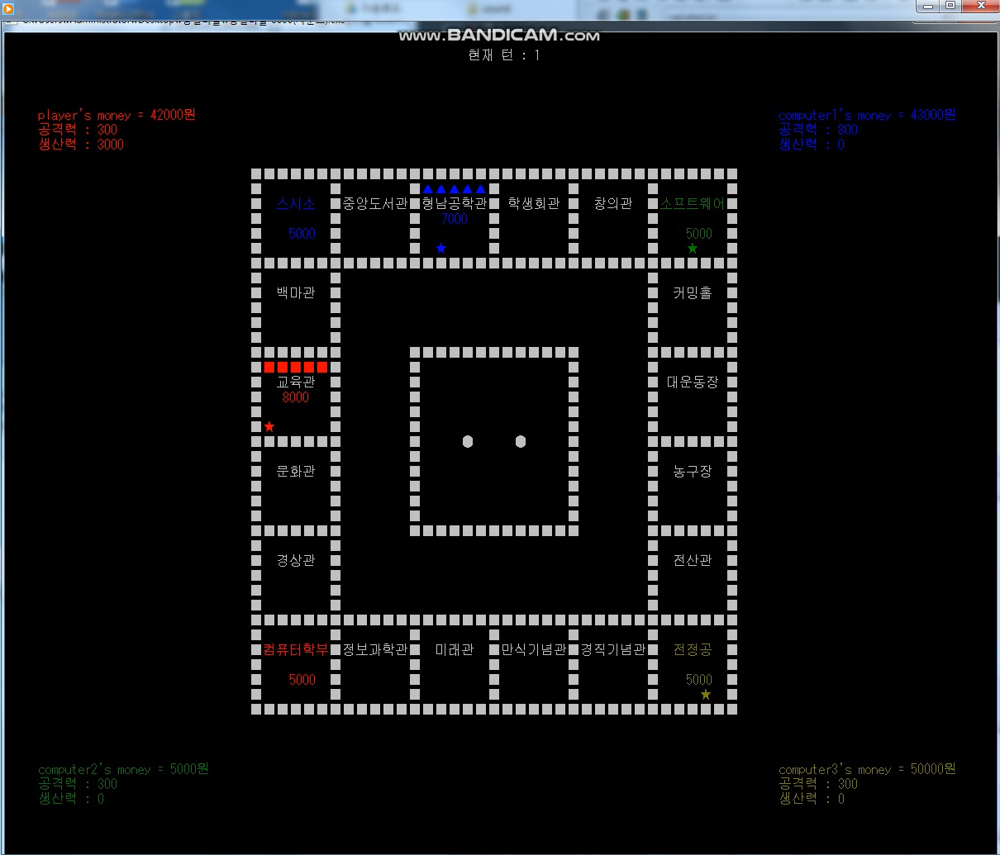 www.BANDICAM.com
현재 턴 : 1
player's money = 42000원
공격력 : 300
생산력 : 3000
computer1's money = 43000원
공격력 : 800
생산력 : 0
스시소 중앙도서관 형남공학관 학생회관 창의관 소프트웨어
7000
5000 5000
백마관 커밍홀
교육관 대운동장
8000
문화관 농구장
경상관 전산관
컴퓨터학부 정보과학관 미래관 만식기념관 경직기념관 전정공
5000 5000
computer2's money = 5000원
공격력 : 300
생산력 : 0
computer3's money = 50000원
공격력 : 300
생산력 : 0